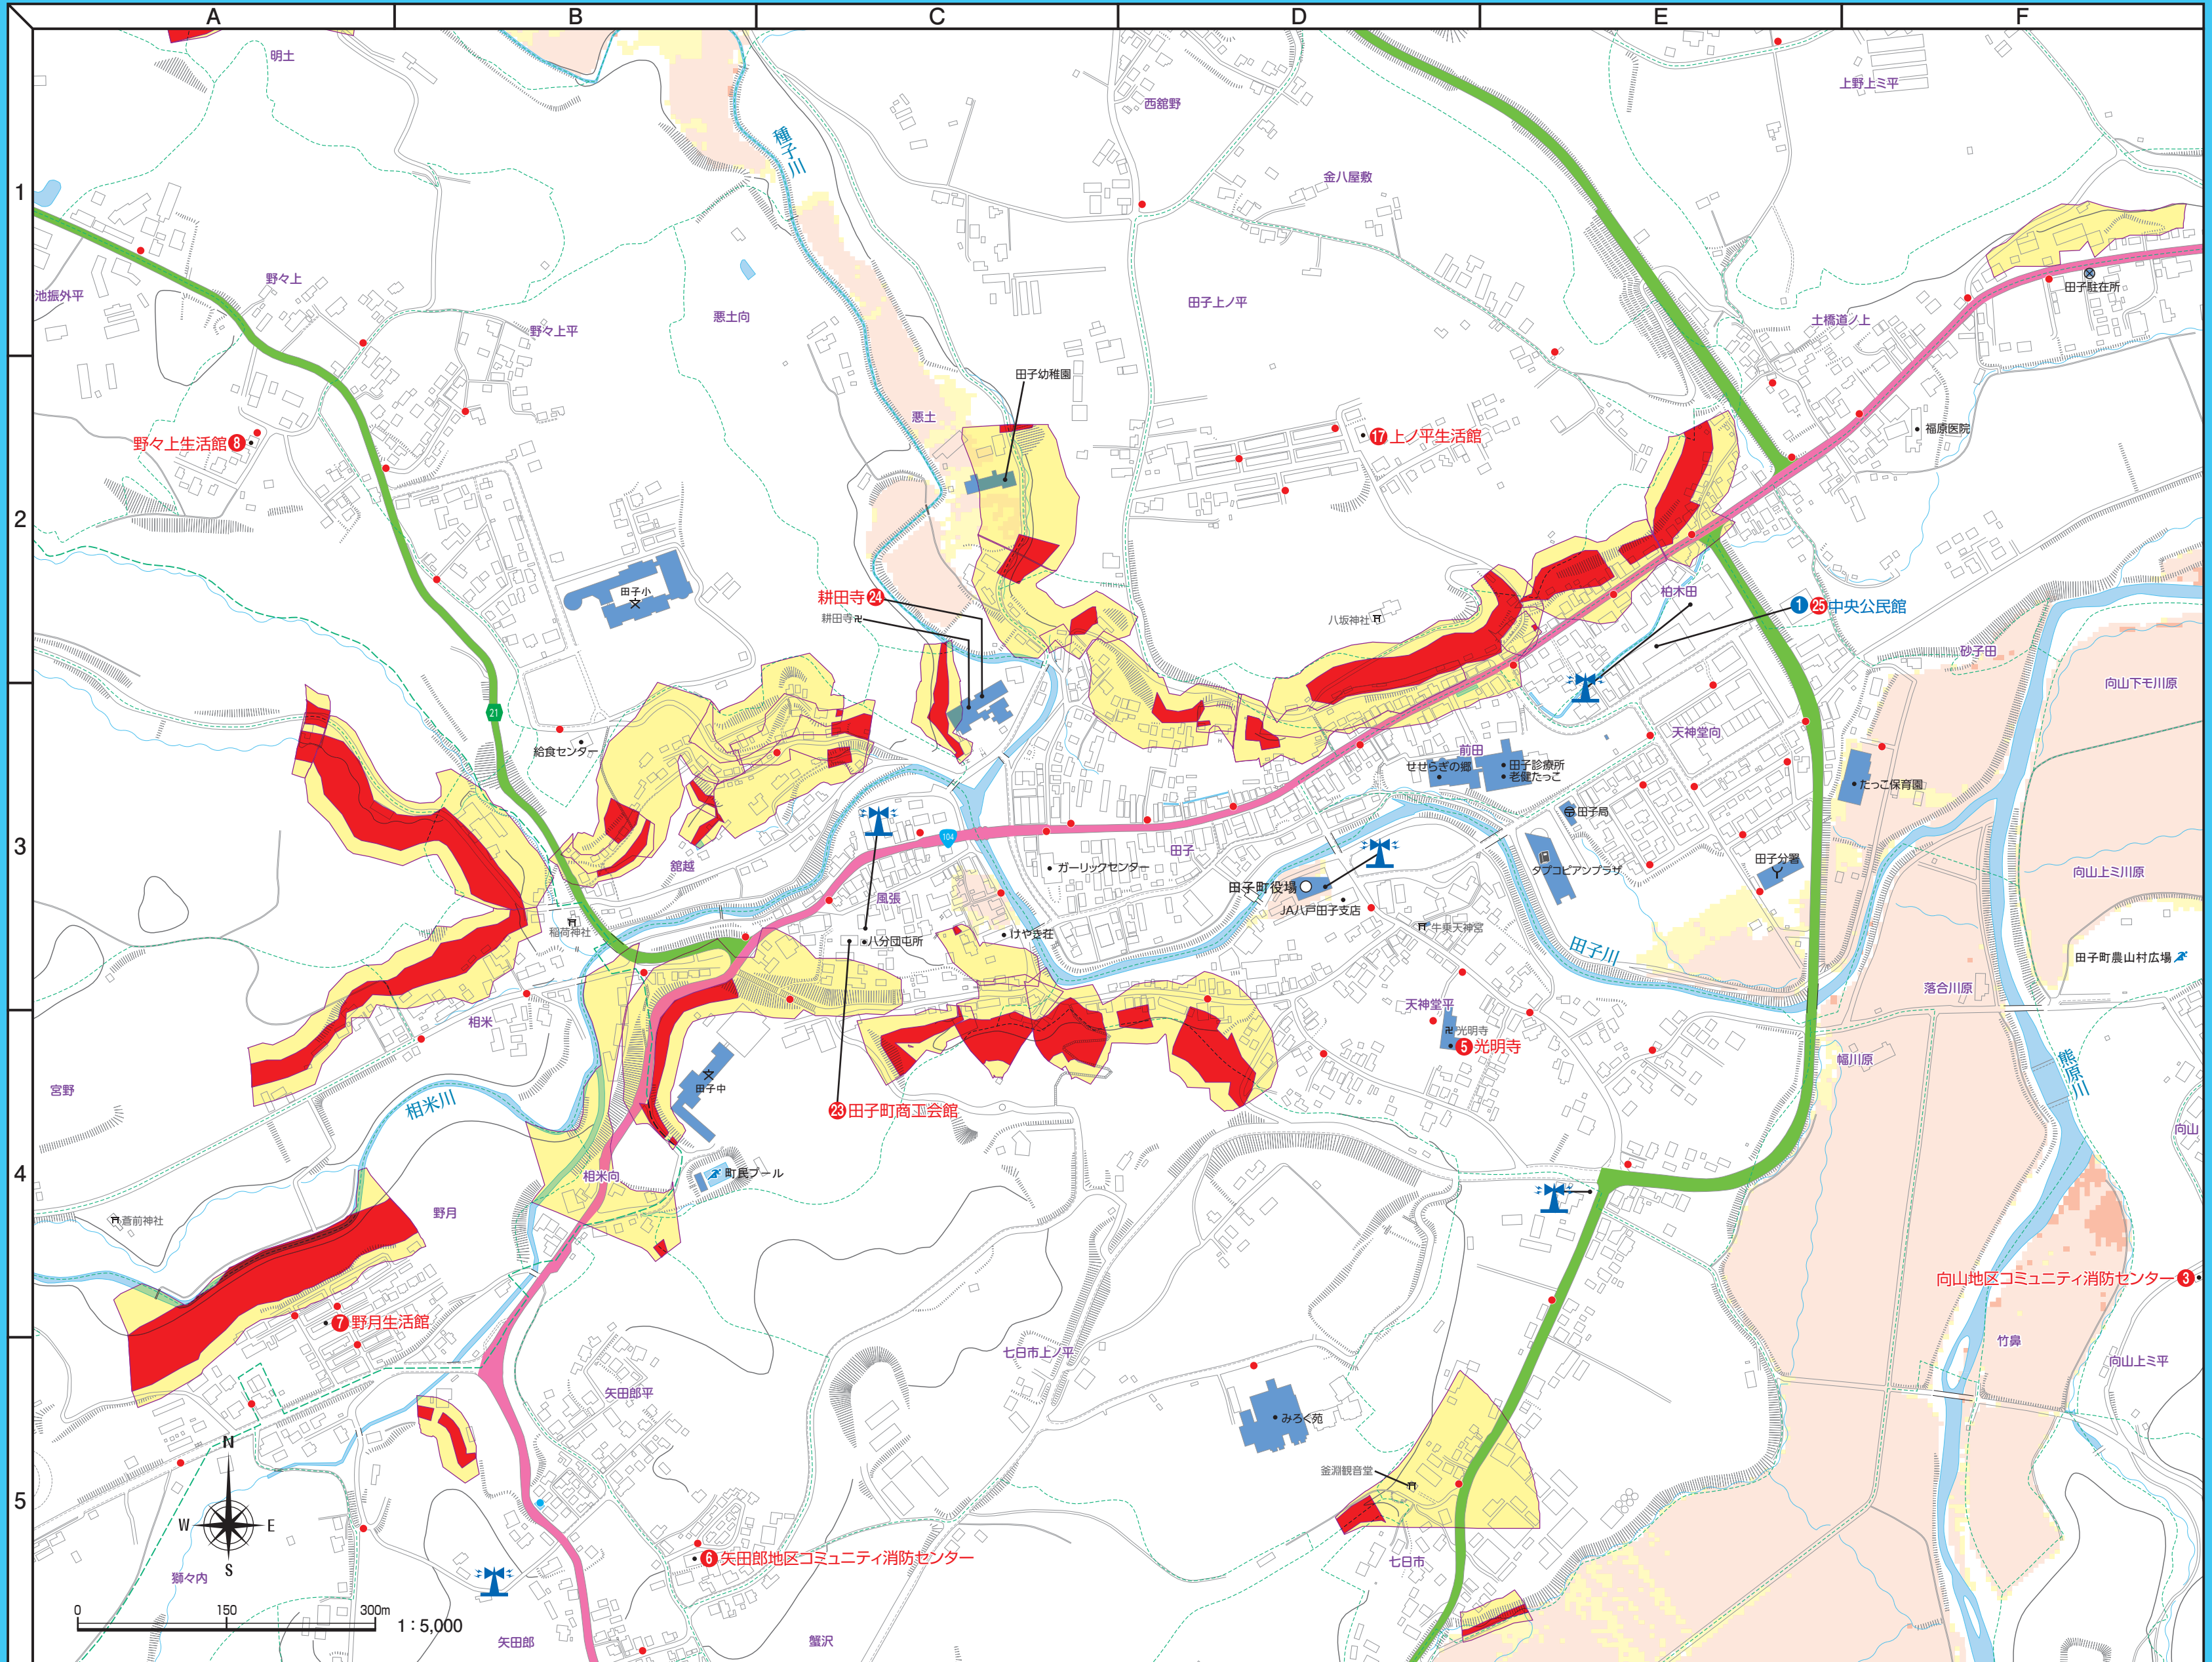 A B C D E F
1
2
3
4
5
明土
種子川
西舘野
上野上ミ平
金八屋敷
野々上
池振外平
野々上平
悪土向
田子上ノ平
田子駐在所
土橋道ノ上
田子幼稚園
悪土
野々上生活館 8
17 上ノ平生活館
福原医院
田子小
耕田寺 24
耕田寺
八坂神社
柏木田
1 25 中央公民館
砂子田
向山下モ川原
21
給食センター
天神堂向
前田
せせらぎの郷
田子診療所
老健たっこ
たっこ保育園
田子局
104
舘越
田子
ガーリックセンター
タプコピアンプラザ
田子分署
向山上ミ川原
風張
田子町役場
JA八戸田子支店
稲荷神社
八分団屯所
けやき荘
牛東天神宮
田子川
田子町農山村広場
落合川原
相米
天神堂平
光明寺
5 光明寺
幅川原
熊原川
宮野
相米川
田子中
23 田子町商工会館
向山
相米向
町民プール
蒼前神社
野月
向山地区コミュニティ消防センター 3
7 野月生活館
竹鼻
七日市上ノ平
向山上ミ平
矢田郎平
みろく苑
釜淵観音堂
N
W E
S
6 矢田郎地区コミュニティ消防センター
七日市
獅々内
0 150 300m
1：5,000
矢田郎
蟹沢